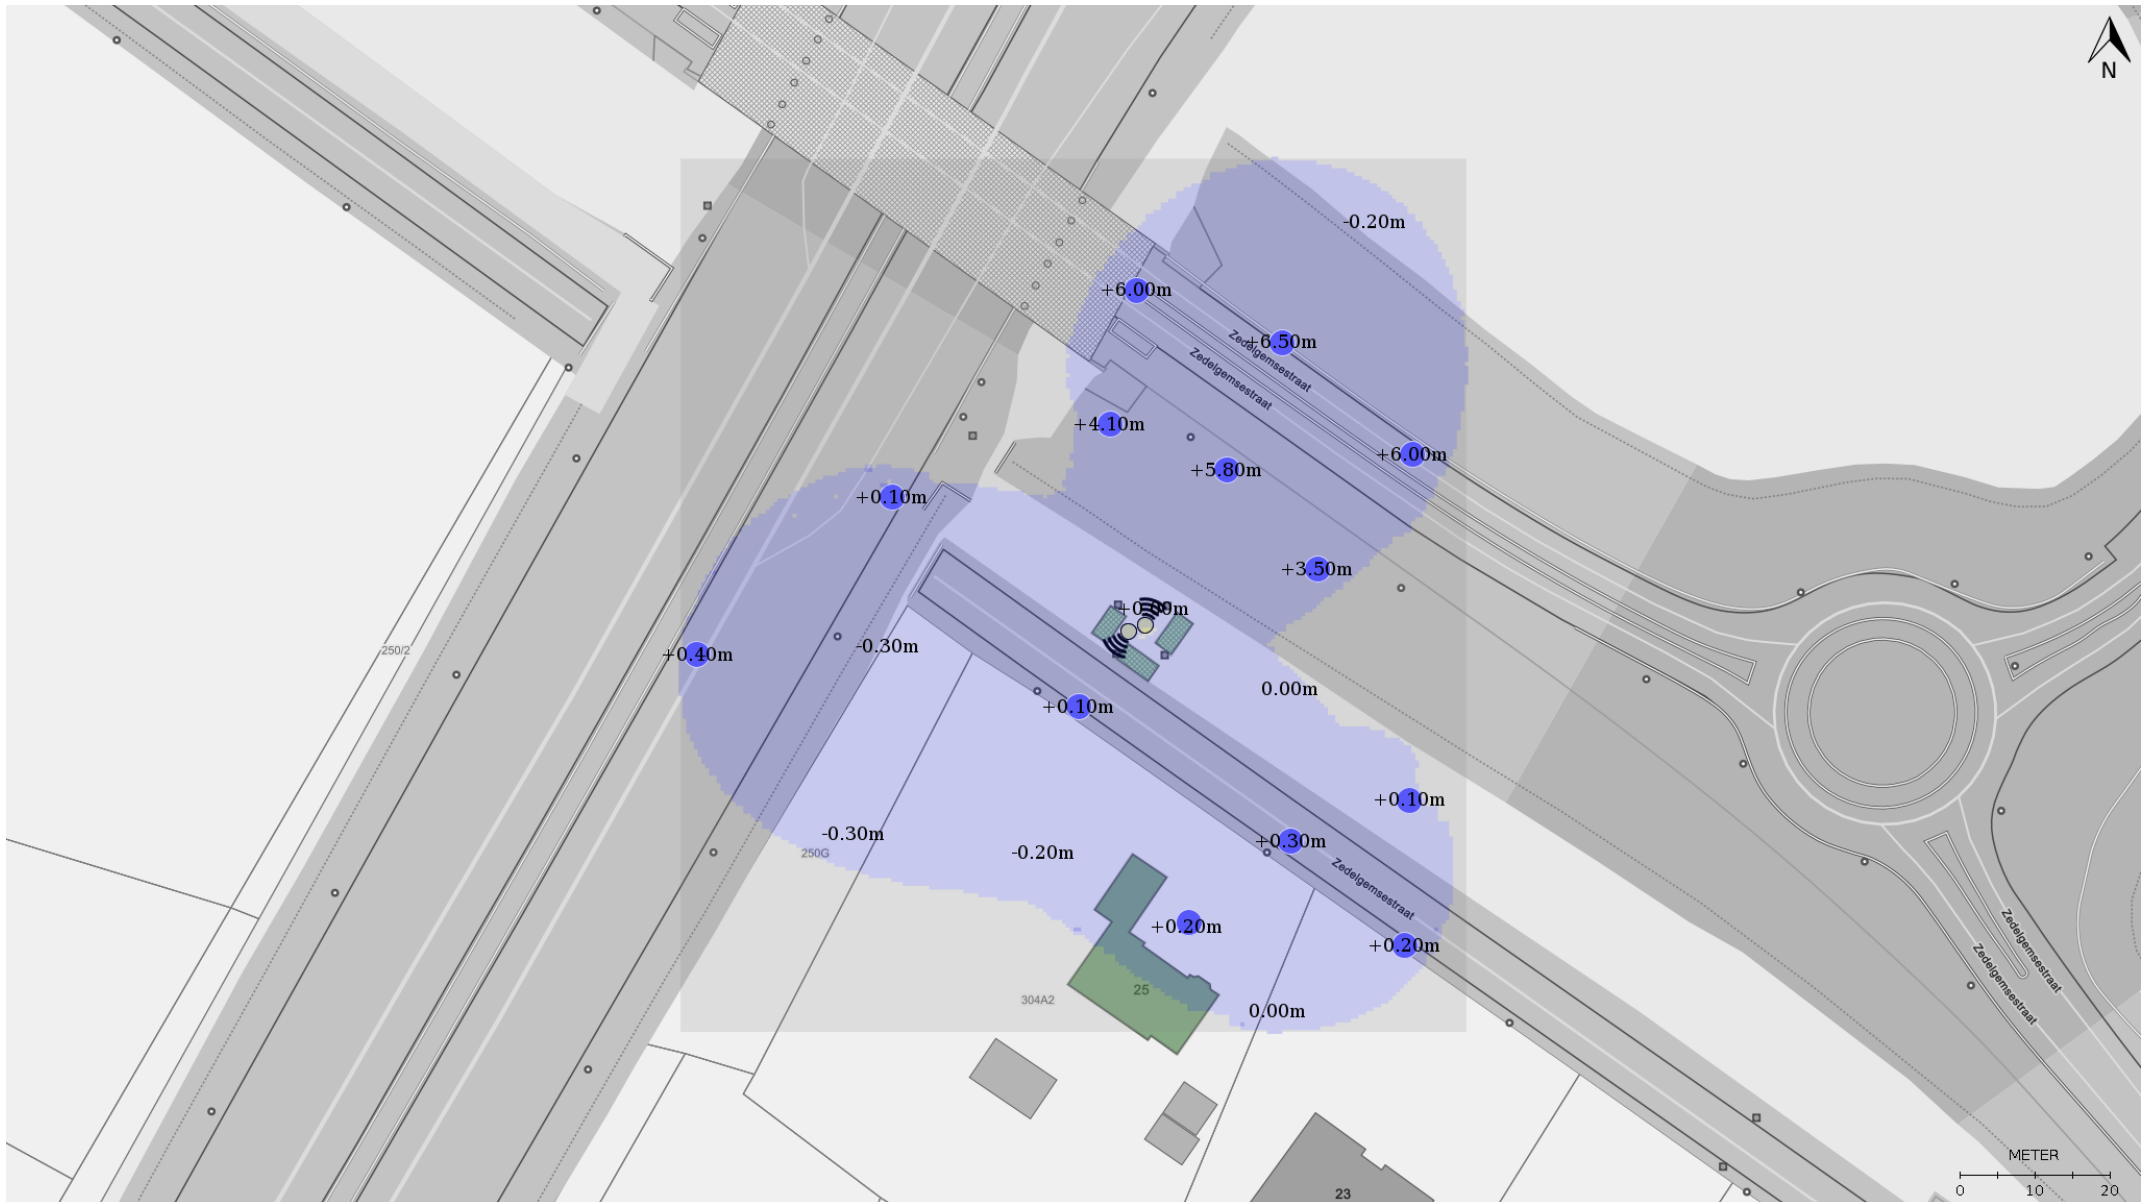 N
-0.20m
+6.00m
+6.50m
Zedelgemsestraat
Zedelgemsestraat
+4.10m
+6.00m
+5.80m
+0.10m
+3.50m
-0.30m
250/2
+0.40m
0.00m
+0.10m
+0.10m
-0.30m
+0.30m
250G
-0.20m
Zedelgemsestraat
+0.20m
+0.20m
Zedelgemsestraat
Zedelgemsestraat
25
304A2
0.00m
METER
0 10 20
23